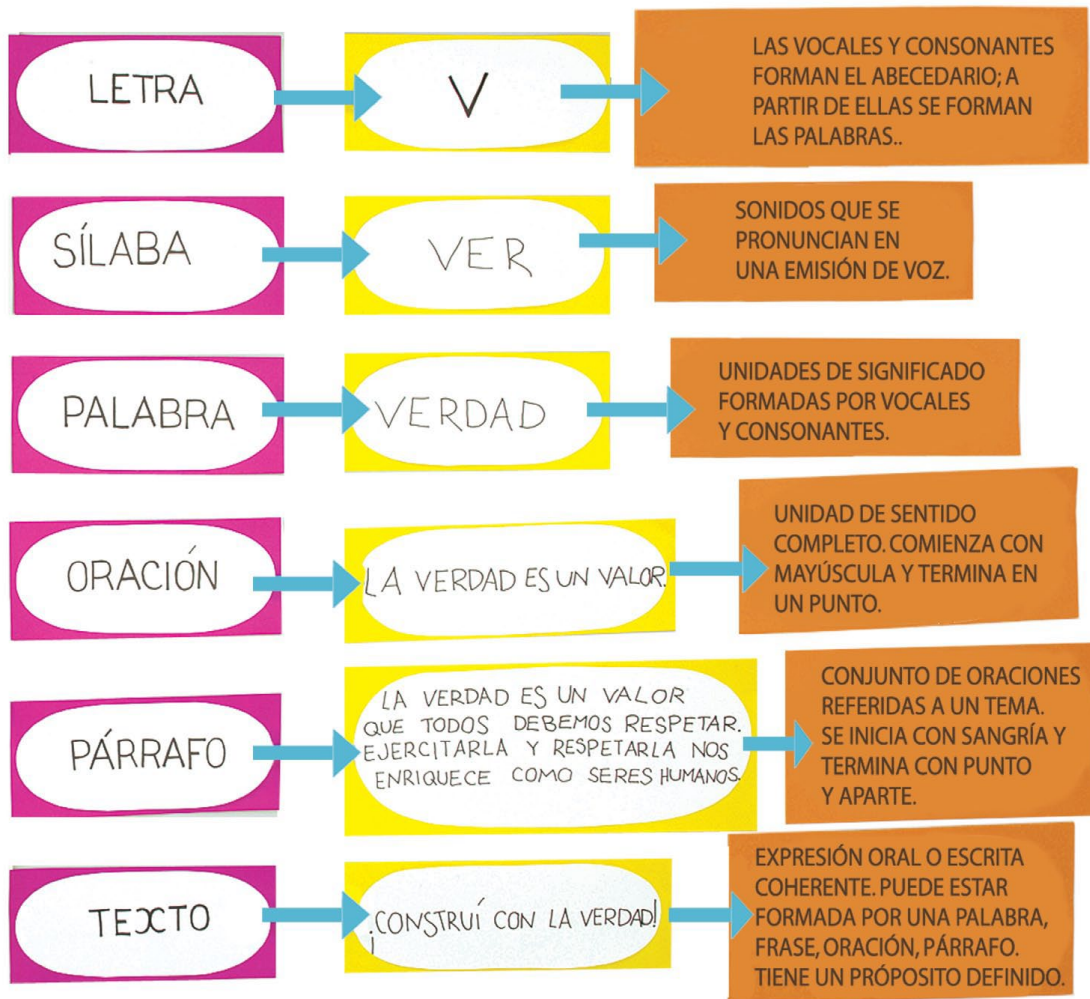 LETRA
V
LAS VOCALES Y CONSONANTES
FORMAN EL ABECEDARIO; A
PARTIR DE ELLAS SE FORMAN
LAS PALABRAS..
SÍLABA
VER
SONIDOS QUE SE
PRONUNCIAN EN
UNA EMISIÓN DE VOZ.
PALABRA
VERDAD
UNIDADES DE SIGNIFICADO
FORMADAS POR VOCALES
Y CONSONANTES.
ORACIÓN
LA VERDAD ES UN VALOR.
UNIDAD DE SENTIDO
COMPLETO. COMIENZA CON
MAYÚSCULA Y TERMINA EN
UN PUNTO.
PÁRRAFO
LA VERDAD ES UN VALOR
QUE TODOS DEBEMOS RESPETAR.
EJERCITARLA Y RESPETARLA NOS
ENRIQUECE COMO SERES HUMANOS.
CONJUNTO DE ORACIONES
REFERIDAS A UN TEMA.
SE INICIA CON SANGRÍA Y
TERMINA CON PUNTO
Y APARTE.
TEXTO
¡CONSTRUÍ CON LA VERDAD!
EXPRESIÓN ORAL O ESCRITA
COHERENTE. PUEDE ESTAR
FORMADA POR UNA PALABRA,
FRASE, ORACIÓN, PÁRRAFO.
TIENE UN PRÓPOSITO DEFINIDO.